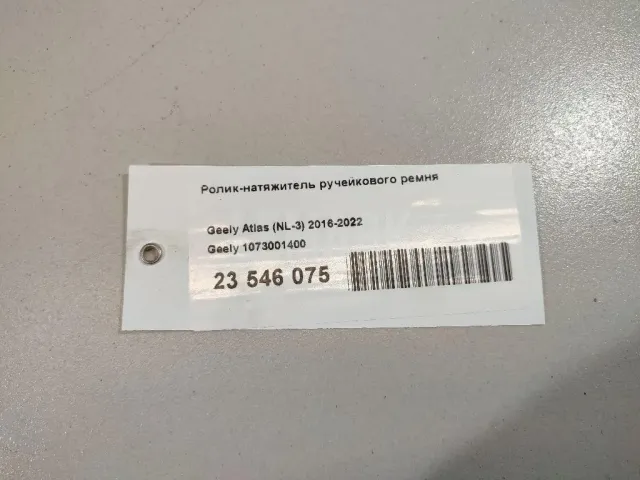 Ролик-натяжитель ручейкового ремня
Geely Atlas (NL-3) 2016-2022
Geely 1073001400
23 546 075